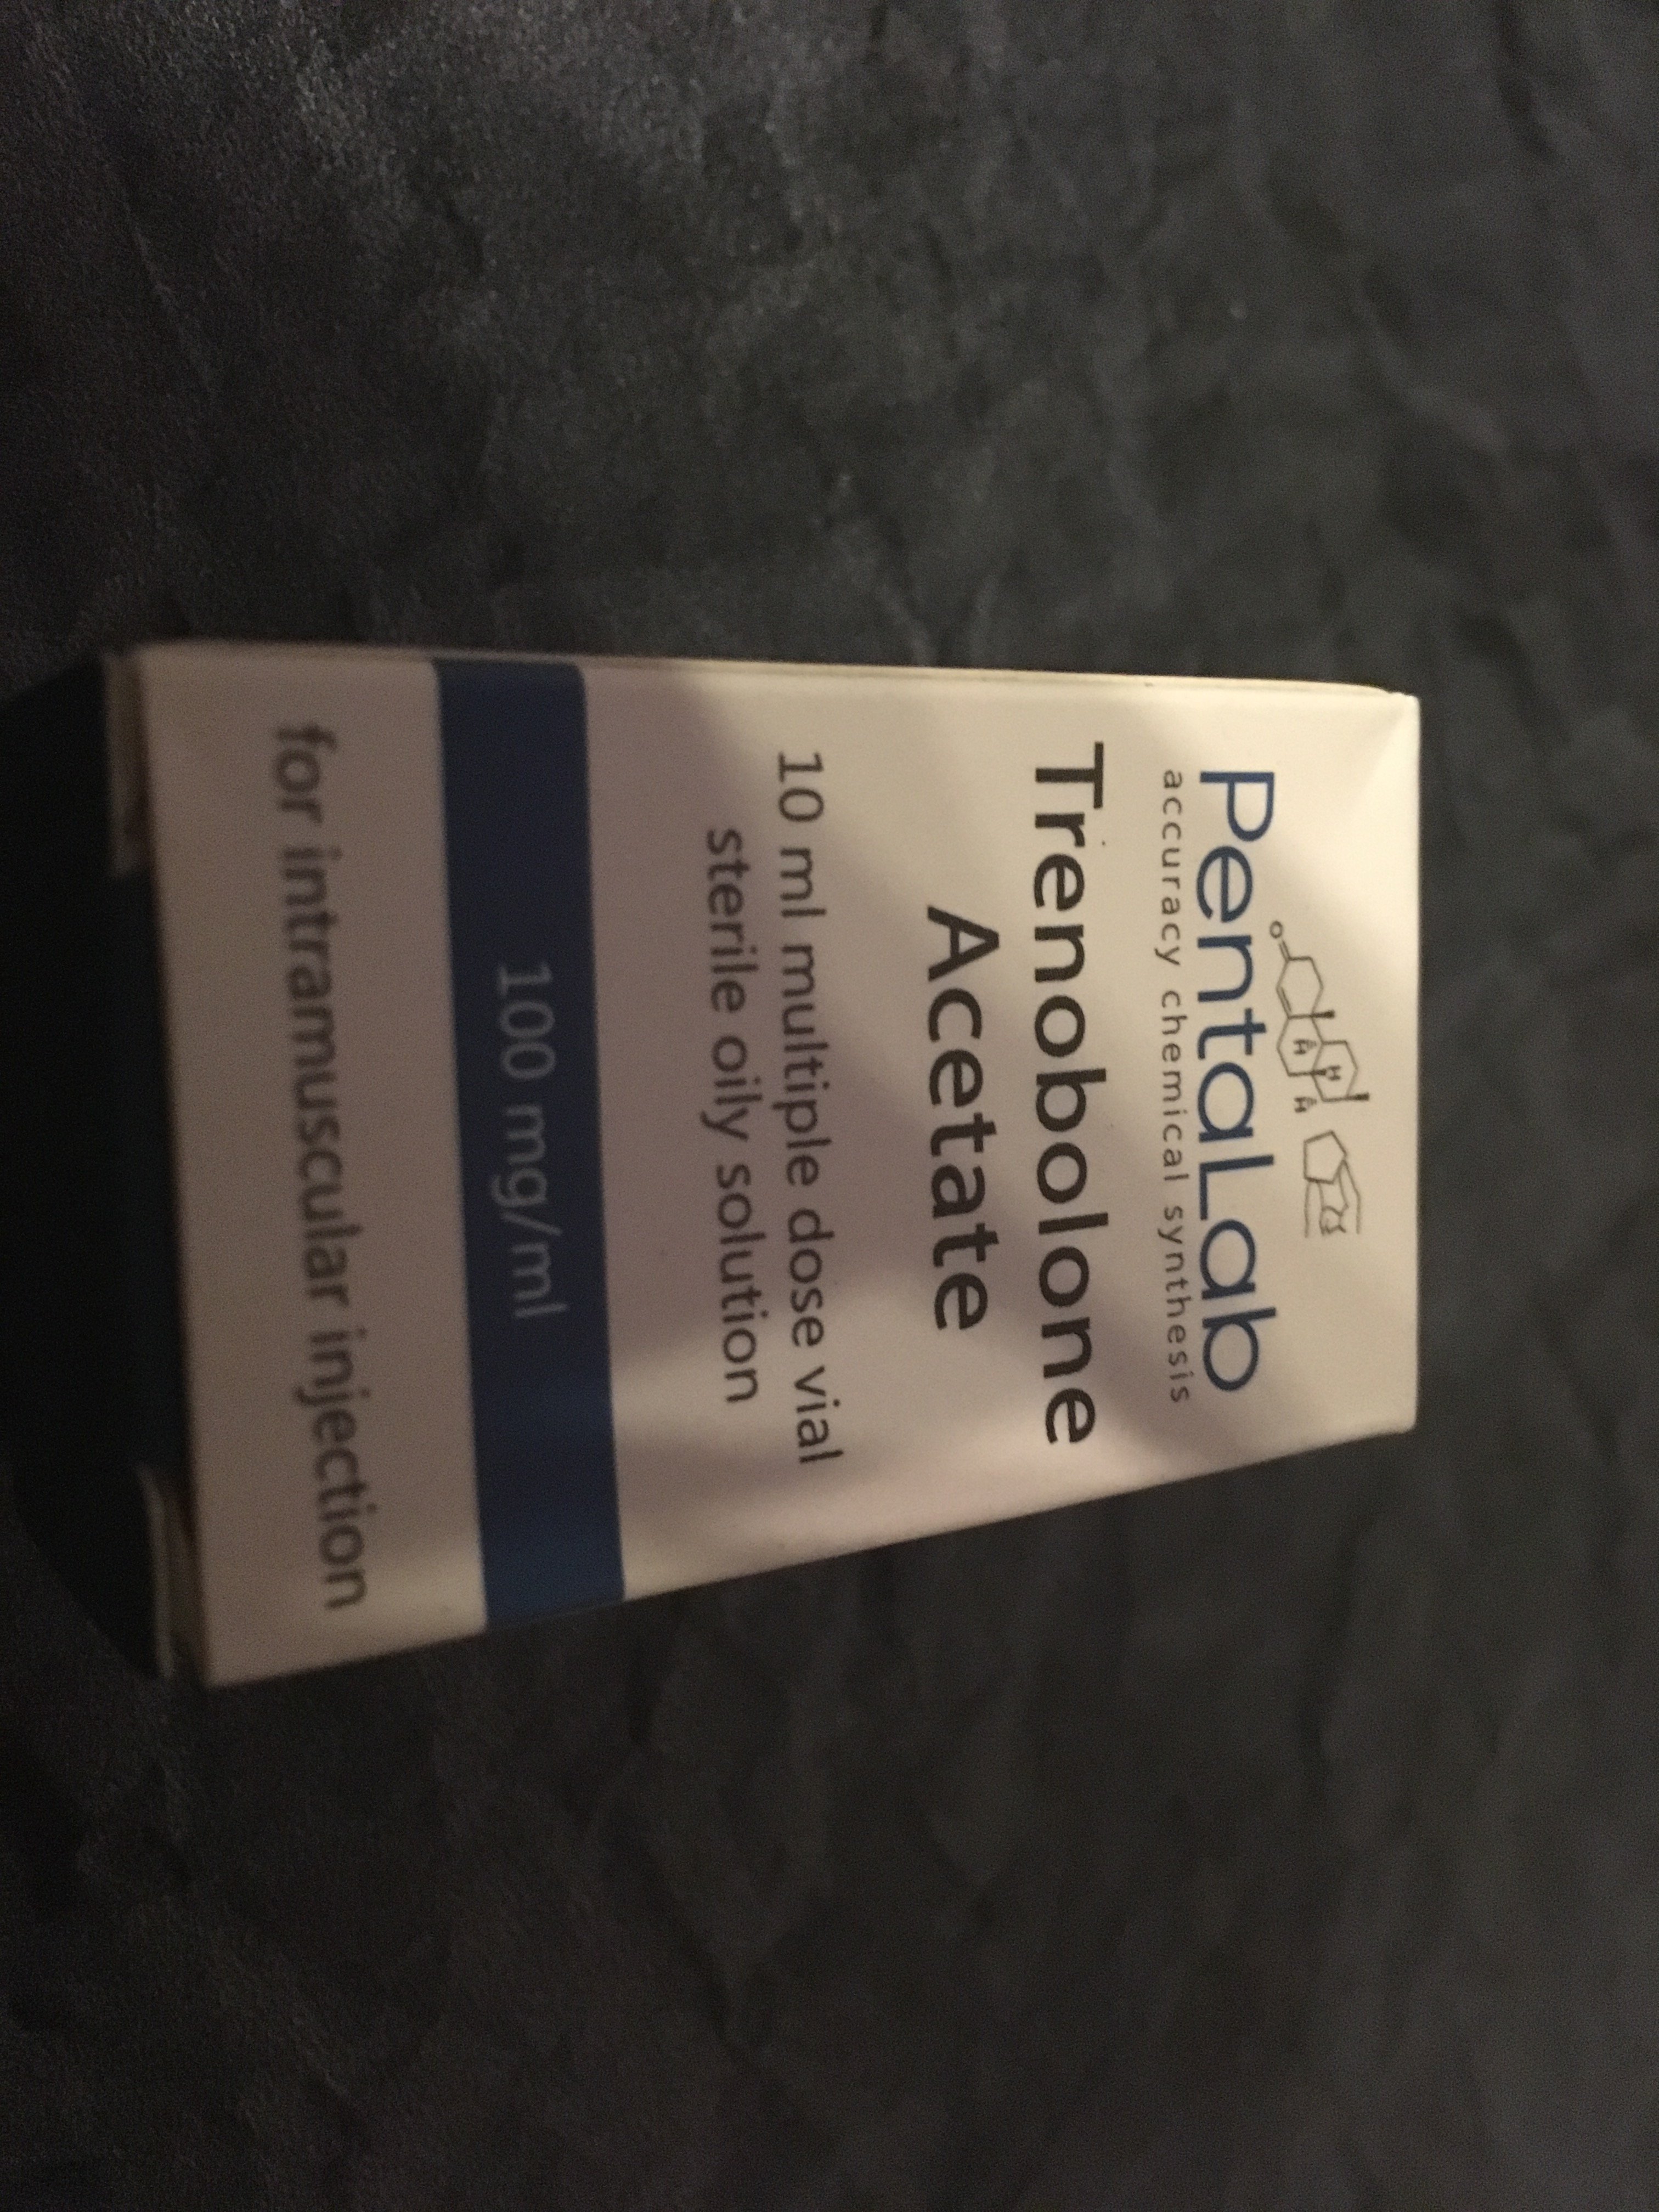 PentaLab
accuracy chemical synthesis
Trenobolone
Acetate
10 ml multiple dose vial
sterile oily solution
100 mg/ml
for intramuscular injection